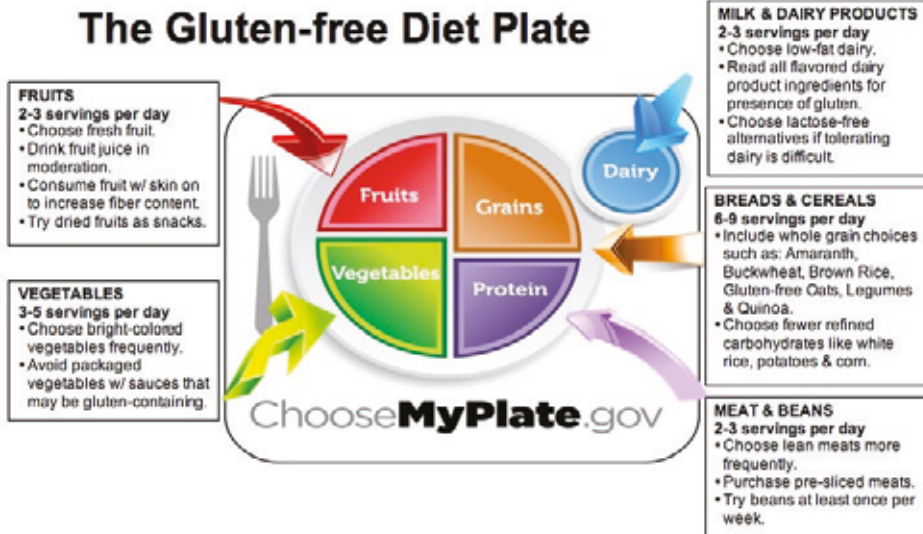 The Gluten-free Diet Plate
FRUITS
2-3 servings per day
• Choose fresh fruit.
• Drink fruit juice in
moderation.
• Consume fruit w/ skin on
to increase fiber content.
• Try dried fruits as snacks.
VEGETABLES
3-5 servings per day
• Choose bright-colored
vegetables frequently.
• Avoid packaged
vegetables w/ sauces that
may be gluten-containing.
Fruits
Grains
Vegetables
Protein
Dairy
ChooseMyPlate.gov
MILK & DAIRY PRODUCTS
2-3 servings per day
• Choose low-fat dairy.
• Read all flavored dairy
product ingredients for
presence of gluten.
• Choose lactose-free
alternatives if tolerating
dairy is difficult.
BREADS & CEREALS
6-9 servings per day
• Include whole grain choices
such as: Amaranth,
Buckwheat, Brown Rice,
Gluten-free Oats, Legumes
& Quinoa.
• Choose fewer refined
carbohydrates like white
rice, potatoes & corn.
MEAT & BEANS
2-3 servings per day
• Choose lean meats more
frequently.
• Purchase pre-sliced meats.
• Try beans at least once per
week.